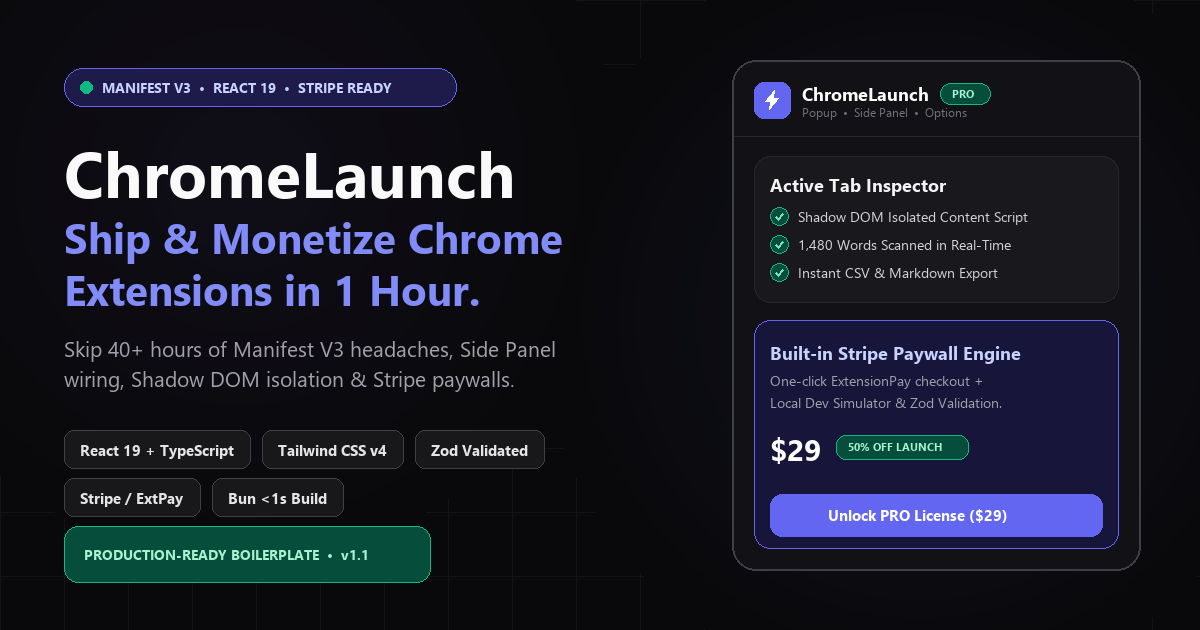 MANIFEST V3 • REACT 19 • STRIPE READY
ChromeLaunch
Ship & Monetize Chrome
Extensions in 1 Hour.
Skip 40+ hours of Manifest V3 headaches, Side Panel
wiring, Shadow DOM isolation & Stripe paywalls.
React 19 + TypeScript
Tailwind CSS v4
Zod Validated
Stripe / ExtPay
Bun <1s Build
PRODUCTION-READY BOILERPLATE • v1.1
ChromeLaunch
PRO
Popup • Side Panel • Options
Active Tab Inspector
Shadow DOM Isolated Content Script
1,480 Words Scanned in Real-Time
Instant CSV & Markdown Export
Built-in Stripe Paywall Engine
One-click ExtensionPay checkout +
Local Dev Simulator & Zod Validation.
$29
50% OFF LAUNCH
Unlock PRO License ($29)